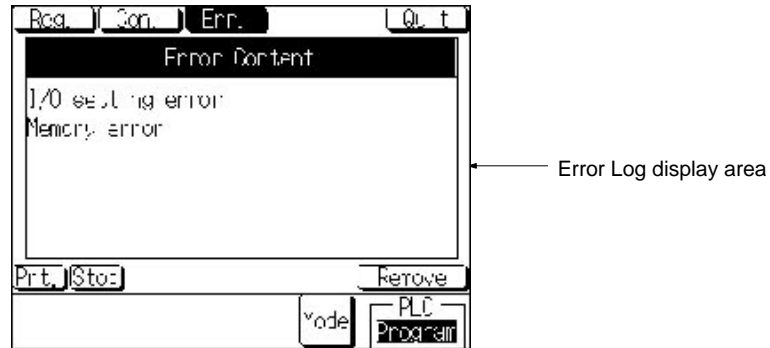 Reg. Con. Err. Quit
Error Content
I/O setting error
Memory error
Error Log display area
Prt. Stop Remove
Mode PLC
Program